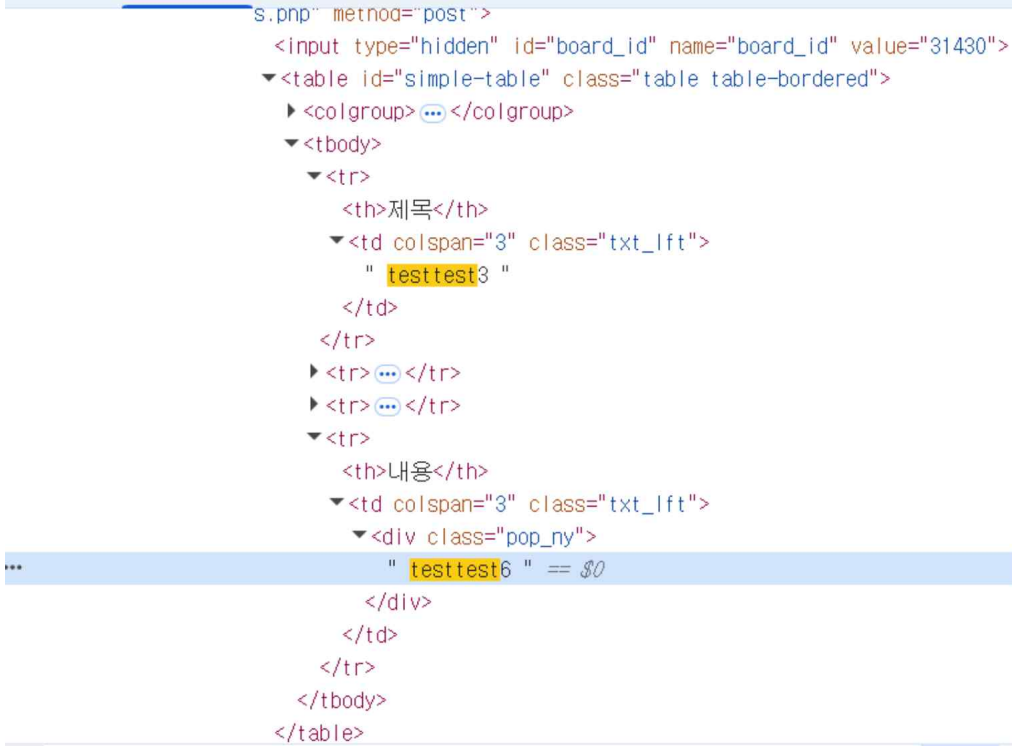 s.php" method="post">
<input type="hidden" id="board_id" name="board_id" value="31430">
▼<table id="simple-table" class="table table-bordered">
▶<colgroup>…</colgroup>
▼<tbody>
▼<tr>
<th>제목</th>
▼<td colspan="3" class="txt_lft">
" testtest3 "
</td>
</tr>
▶<tr>…</tr>
▶<tr>…</tr>
▼<tr>
<th>내용</th>
▼<td colspan="3" class="txt_lft">
▼<div class="pop_ny">
… " testtest6 " == $0
</div>
</td>
</tr>
</tbody>
</table>